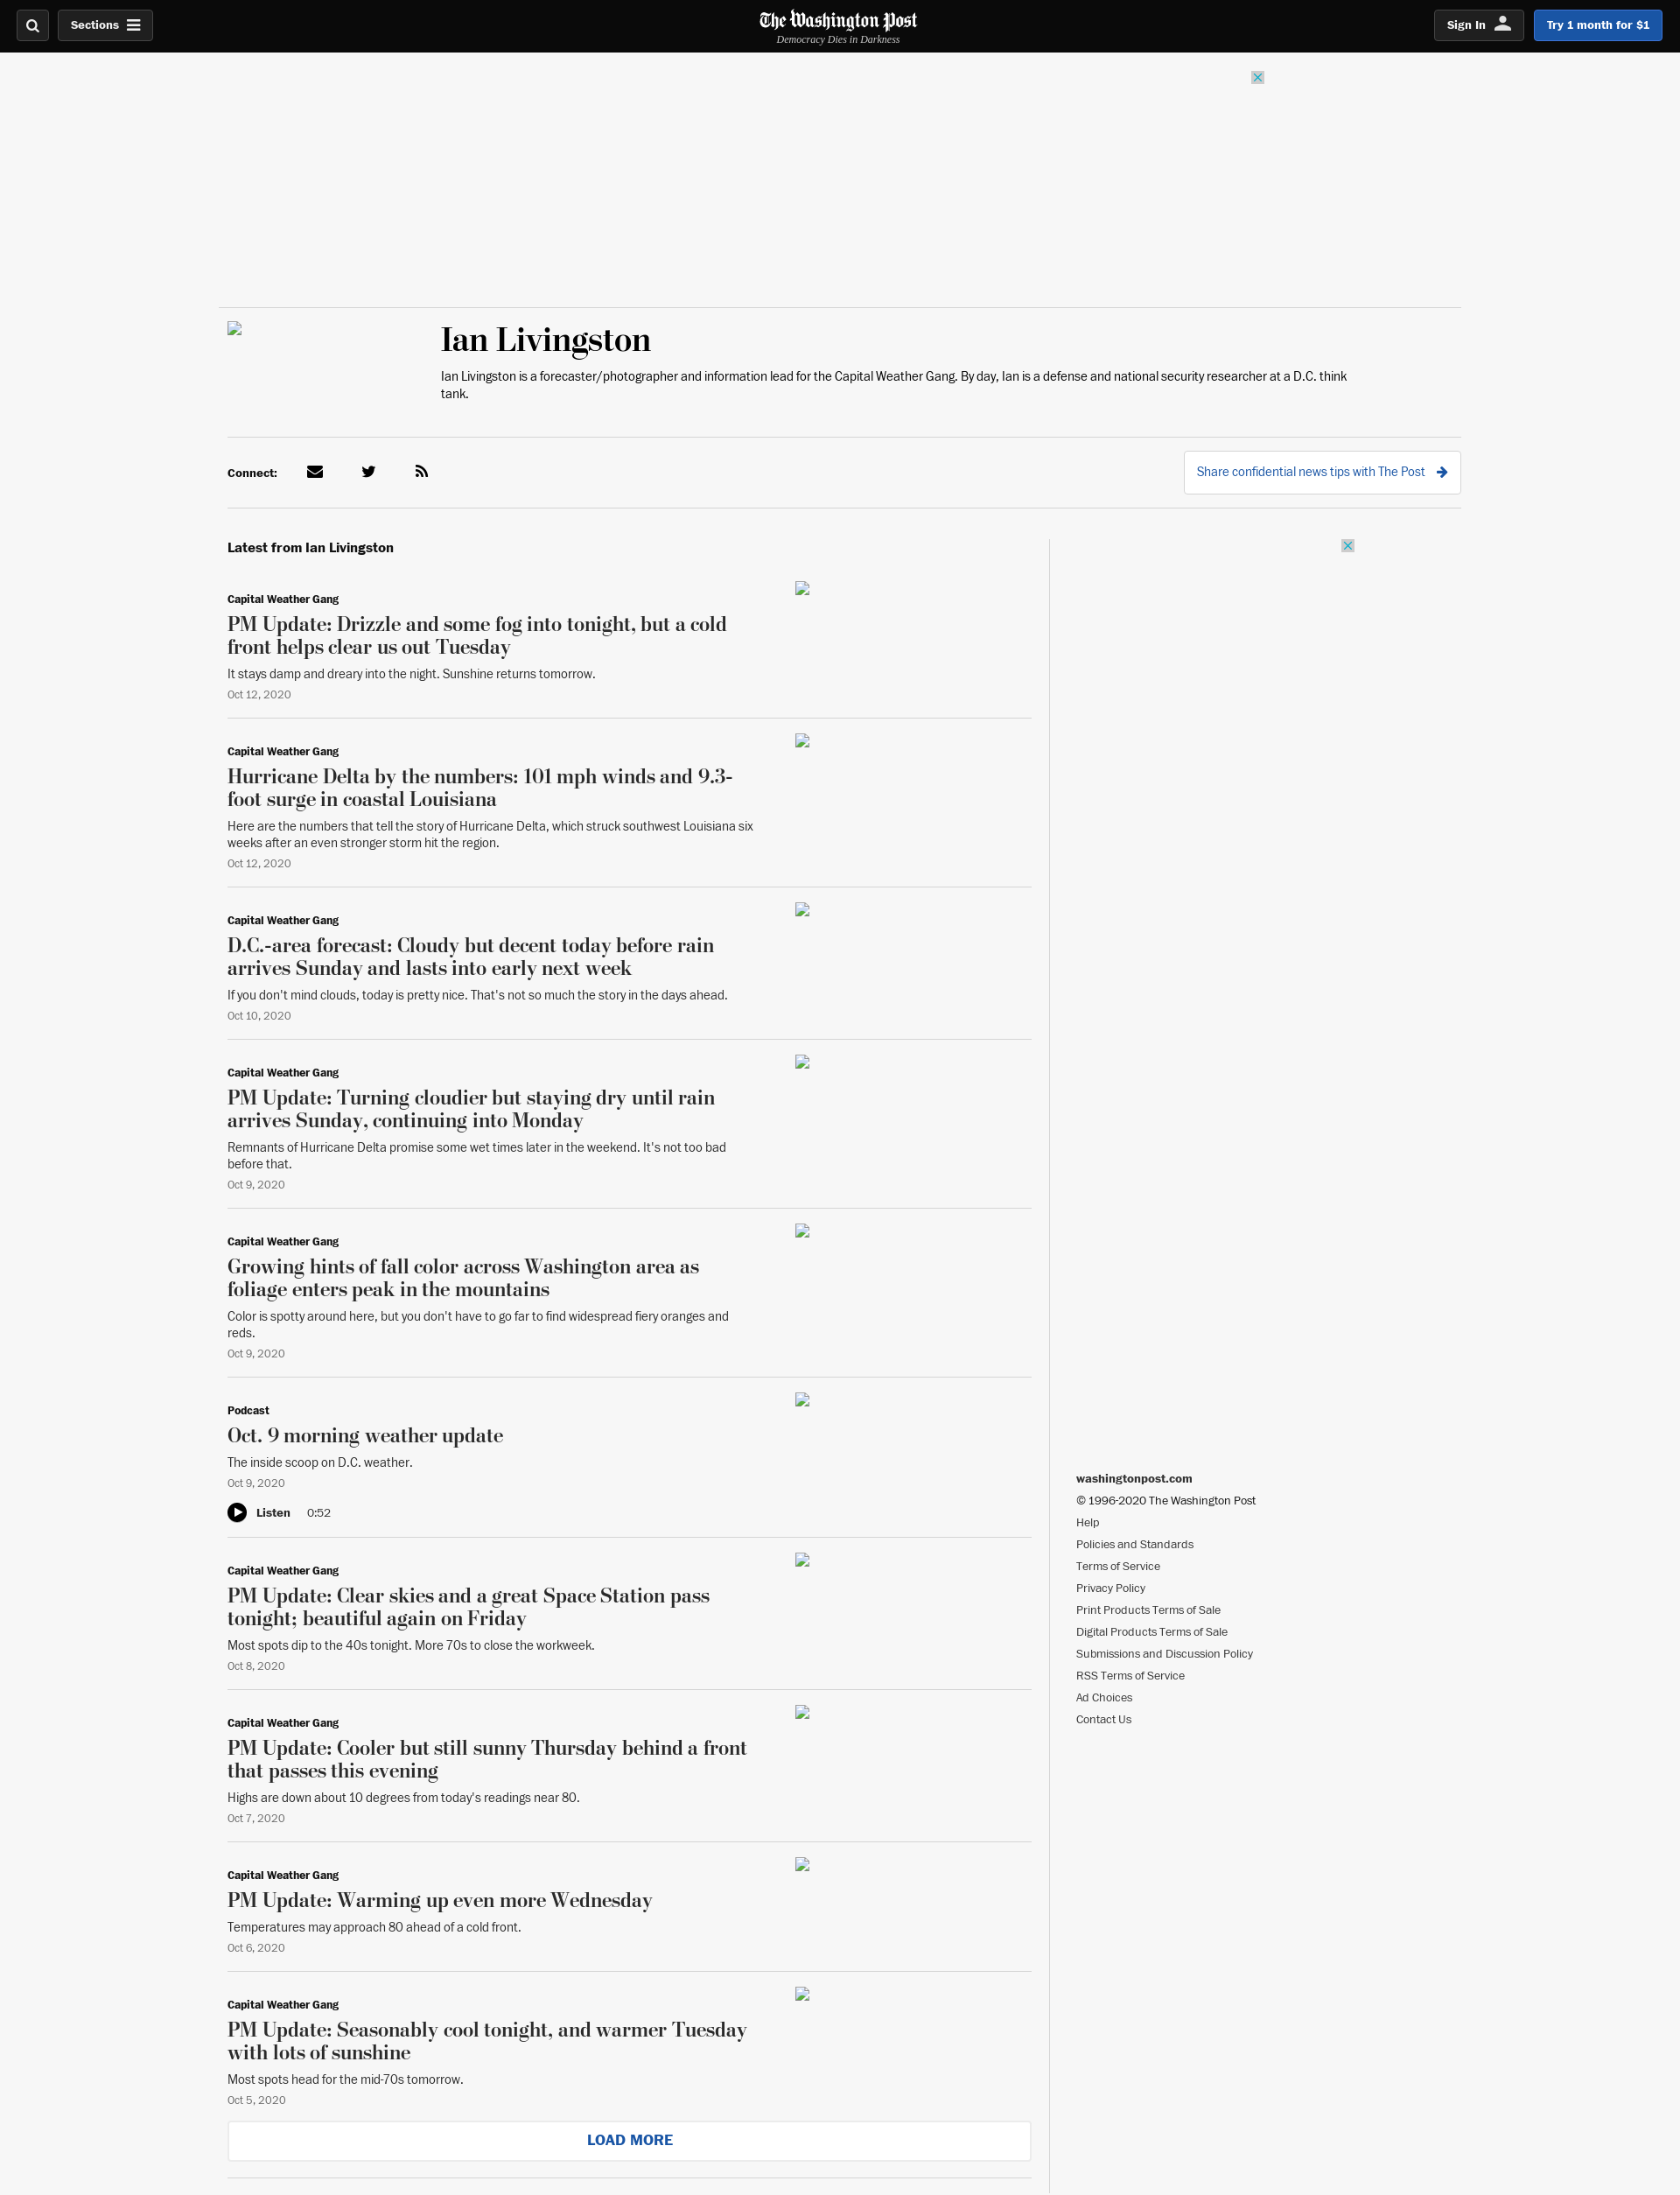 Sections
The Washington Post
Democracy Dies in Darkness
Sign In
Try 1 month for $1
Ian Livingston
Ian Livingston is a forecaster/photographer and information lead for the Capital Weather Gang. By day, Ian is a defense and national security researcher at a D.C. think
tank.
Connect:
Share confidential news tips with The Post
Latest from Ian Livingston
Capital Weather Gang
PM Update: Drizzle and some fog into tonight, but a cold
front helps clear us out Tuesday
It stays damp and dreary into the night. Sunshine returns tomorrow.
Oct 12, 2020
Capital Weather Gang
Hurricane Delta by the numbers: 101 mph winds and 9.3-
foot surge in coastal Louisiana
Here are the numbers that tell the story of Hurricane Delta, which struck southwest Louisiana six
weeks after an even stronger storm hit the region.
Oct 12, 2020
Capital Weather Gang
D.C.-area forecast: Cloudy but decent today before rain
arrives Sunday and lasts into early next week
If you don't mind clouds, today is pretty nice. That's not so much the story in the days ahead.
Oct 10, 2020
Capital Weather Gang
PM Update: Turning cloudier but staying dry until rain
arrives Sunday, continuing into Monday
Remnants of Hurricane Delta promise some wet times later in the weekend. It's not too bad
before that.
Oct 9, 2020
Capital Weather Gang
Growing hints of fall color across Washington area as
foliage enters peak in the mountains
Color is spotty around here, but you don't have to go far to find widespread fiery oranges and
reds.
Oct 9, 2020
Podcast
Oct. 9 morning weather update
The inside scoop on D.C. weather.
Oct 9, 2020
Listen 0:52
Capital Weather Gang
PM Update: Clear skies and a great Space Station pass
tonight; beautiful again on Friday
Most spots dip to the 40s tonight. More 70s to close the workweek.
Oct 8, 2020
Capital Weather Gang
PM Update: Cooler but still sunny Thursday behind a front
that passes this evening
Highs are down about 10 degrees from today's readings near 80.
Oct 7, 2020
Capital Weather Gang
PM Update: Warming up even more Wednesday
Temperatures may approach 80 ahead of a cold front.
Oct 6, 2020
Capital Weather Gang
PM Update: Seasonably cool tonight, and warmer Tuesday
with lots of sunshine
Most spots head for the mid-70s tomorrow.
Oct 5, 2020
LOAD MORE
washingtonpost.com
© 1996-2020 The Washington Post
Help
Policies and Standards
Terms of Service
Privacy Policy
Print Products Terms of Sale
Digital Products Terms of Sale
Submissions and Discussion Policy
RSS Terms of Service
Ad Choices
Contact Us